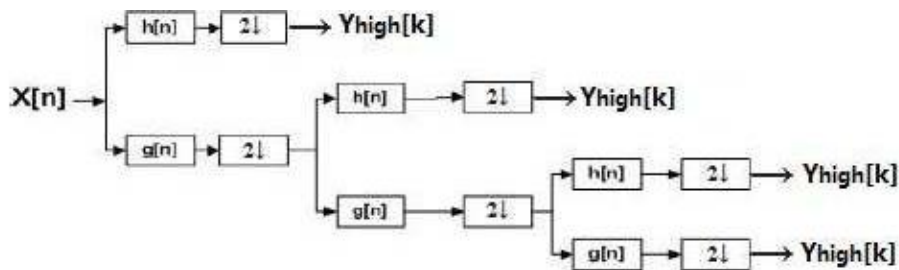 h[n] 2↓ Yhigh[k]
X[n]
h[n] 2↓ Yhigh[k]
g[n] 2↓
h[n] 2↓ Yhigh[k]
g[n] 2↓
g[n] 2↓ Yhigh[k]